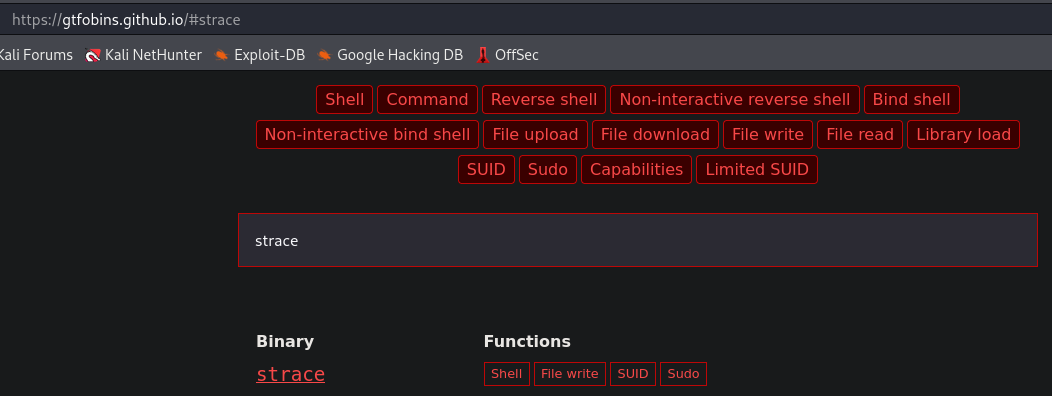 https://gtfobins.github.io/#strace
Kali Forums Kali NetHunter Exploit-DB Google Hacking DB OffSec
Shell Command Reverse shell Non-interactive reverse shell Bind shell
Non-interactive bind shell File upload File download File write File read Library load
SUID Sudo Capabilities Limited SUID
strace
Binary Functions
strace Shell File write SUID Sudo